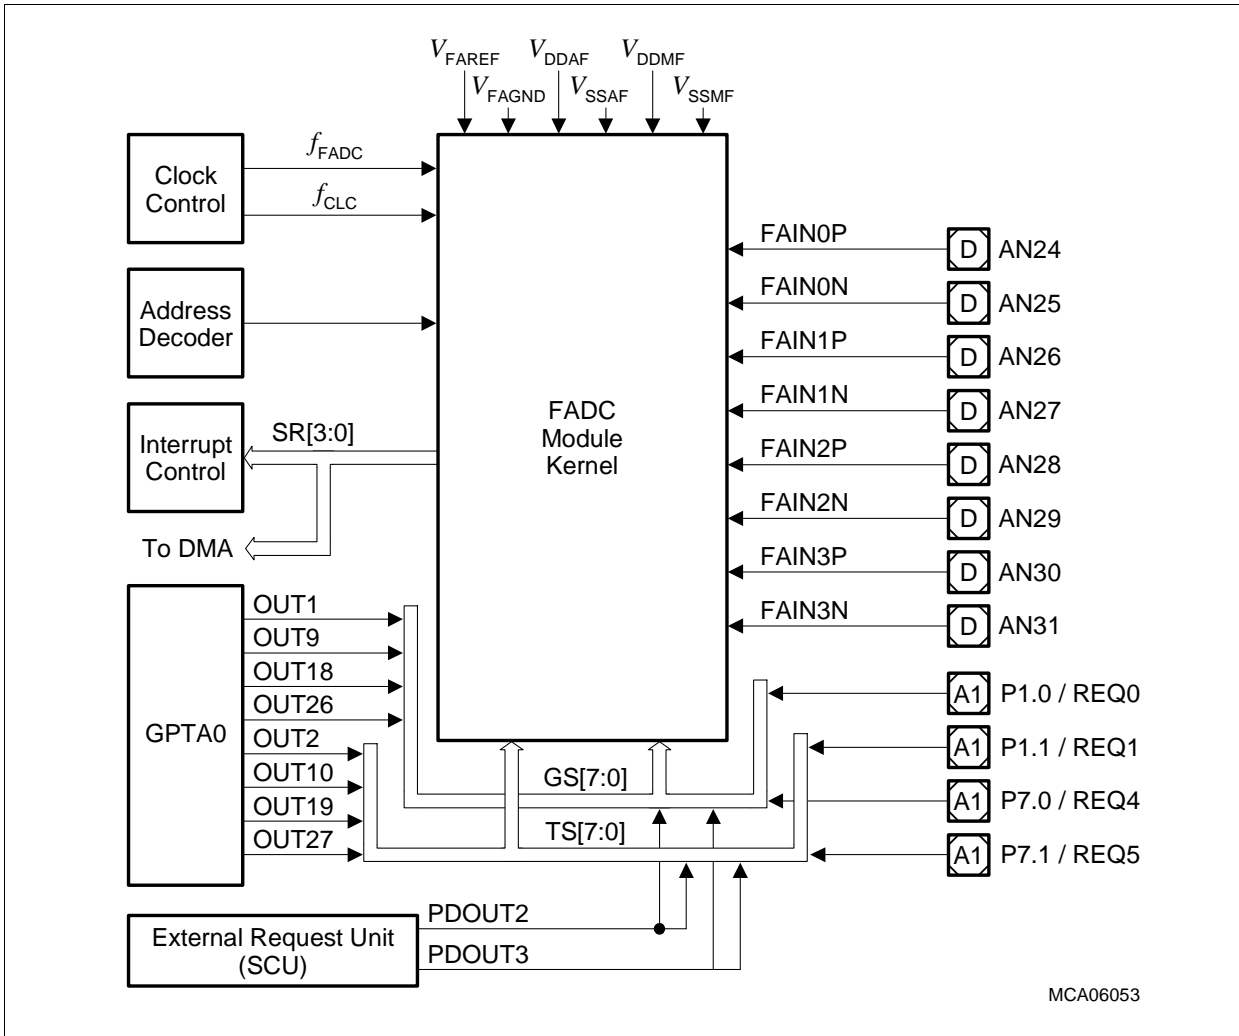 VFAREF VDDAF VDDMF
VFAGND VSSAF VSSMF
Clock
Control
fFADC
fCLC
Address
Decoder
Interrupt
Control
SR[3:0]
To DMA
FADC
Module
Kernel
FAIN0P D AN24
FAIN0N D AN25
FAIN1P D AN26
FAIN1N D AN27
FAIN2P D AN28
FAIN2N D AN29
FAIN3P D AN30
FAIN3N D AN31
GPTA0
OUT1
OUT9
OUT18
OUT26
OUT2
OUT10
OUT19
OUT27
A1 P1.0 / REQ0
A1 P1.1 / REQ1
A1 P7.0 / REQ4
A1 P7.1 / REQ5
GS[7:0]
TS[7:0]
External Request Unit
(SCU)
PDOUT2
PDOUT3
MCA06053